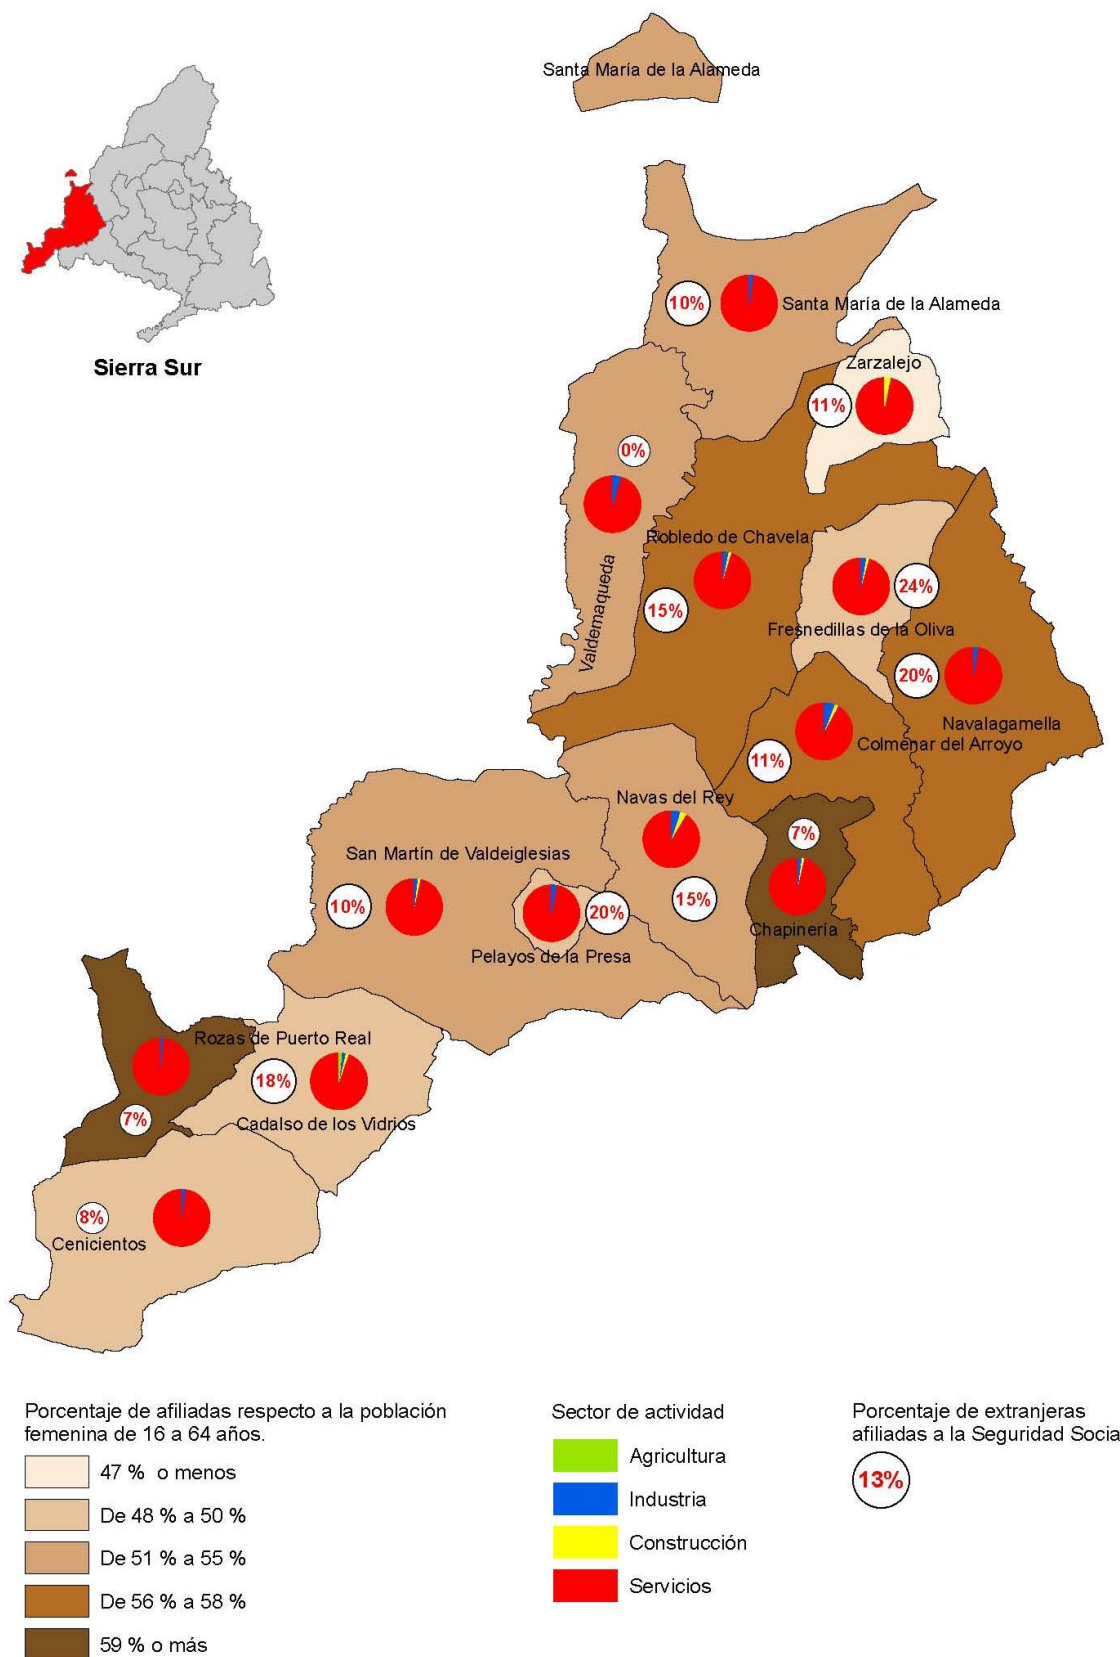 Santa María de la Alameda
Sierra Sur
10%
Santa María de la Alameda
Zarzalejo
11%
0%
Valdemaqueda
Robledo de Chavela
15%
24%
Fresnedillas de la Oliva
20%
Navalagamella
Colmenar del Arroyo
11%
Navas del Rey
15%
7%
Chapinería
San Martín de Valdeiglesias
10%
20%
Pelayos de la Presa
Rozas de Puerto Real
7%
18%
Cadalso de los Vidrios
8%
Cenicientos
Porcentaje de afiliadas respecto a la población
femenina de 16 a 64 años.
47 % o menos
De 48 % a 50 %
De 51 % a 55 %
De 56 % a 58 %
59 % o más
Sector de actividad
Agricultura
Industria
Construcción
Servicios
Porcentaje de extranjeras
afiliadas a la Seguridad Socia
13%